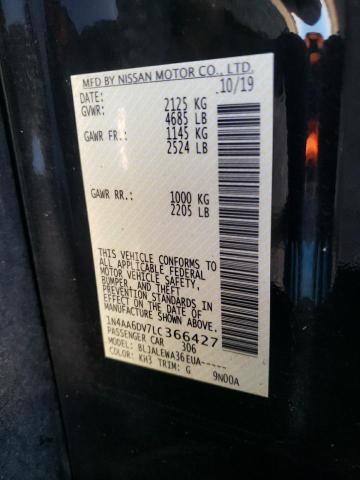 MFD BY NISSAN MOTOR CO., LTD.
DATE: 10/19
GVWR: 2125 KG
4685 LB
GAWR FR.: 1145 KG
2524 LB
GAWR RR.: 1000 KG
2205 LB
THIS VEHICLE CONFORMS TO
ALL APPLICABLE FEDERAL
MOTOR VEHICLE SAFETY,
BUMPER, AND THEFT
PREVENTION STANDARDS IN
EFFECT ON THE DATE OF
MANUFACTURE SHOWN ABOVE.
1N4AA6DV7LC366427
PASSENGER CAR 306
MODEL: BLJALEWA36EUA-----
COLOR: KH3 TRIM: G 9N00A